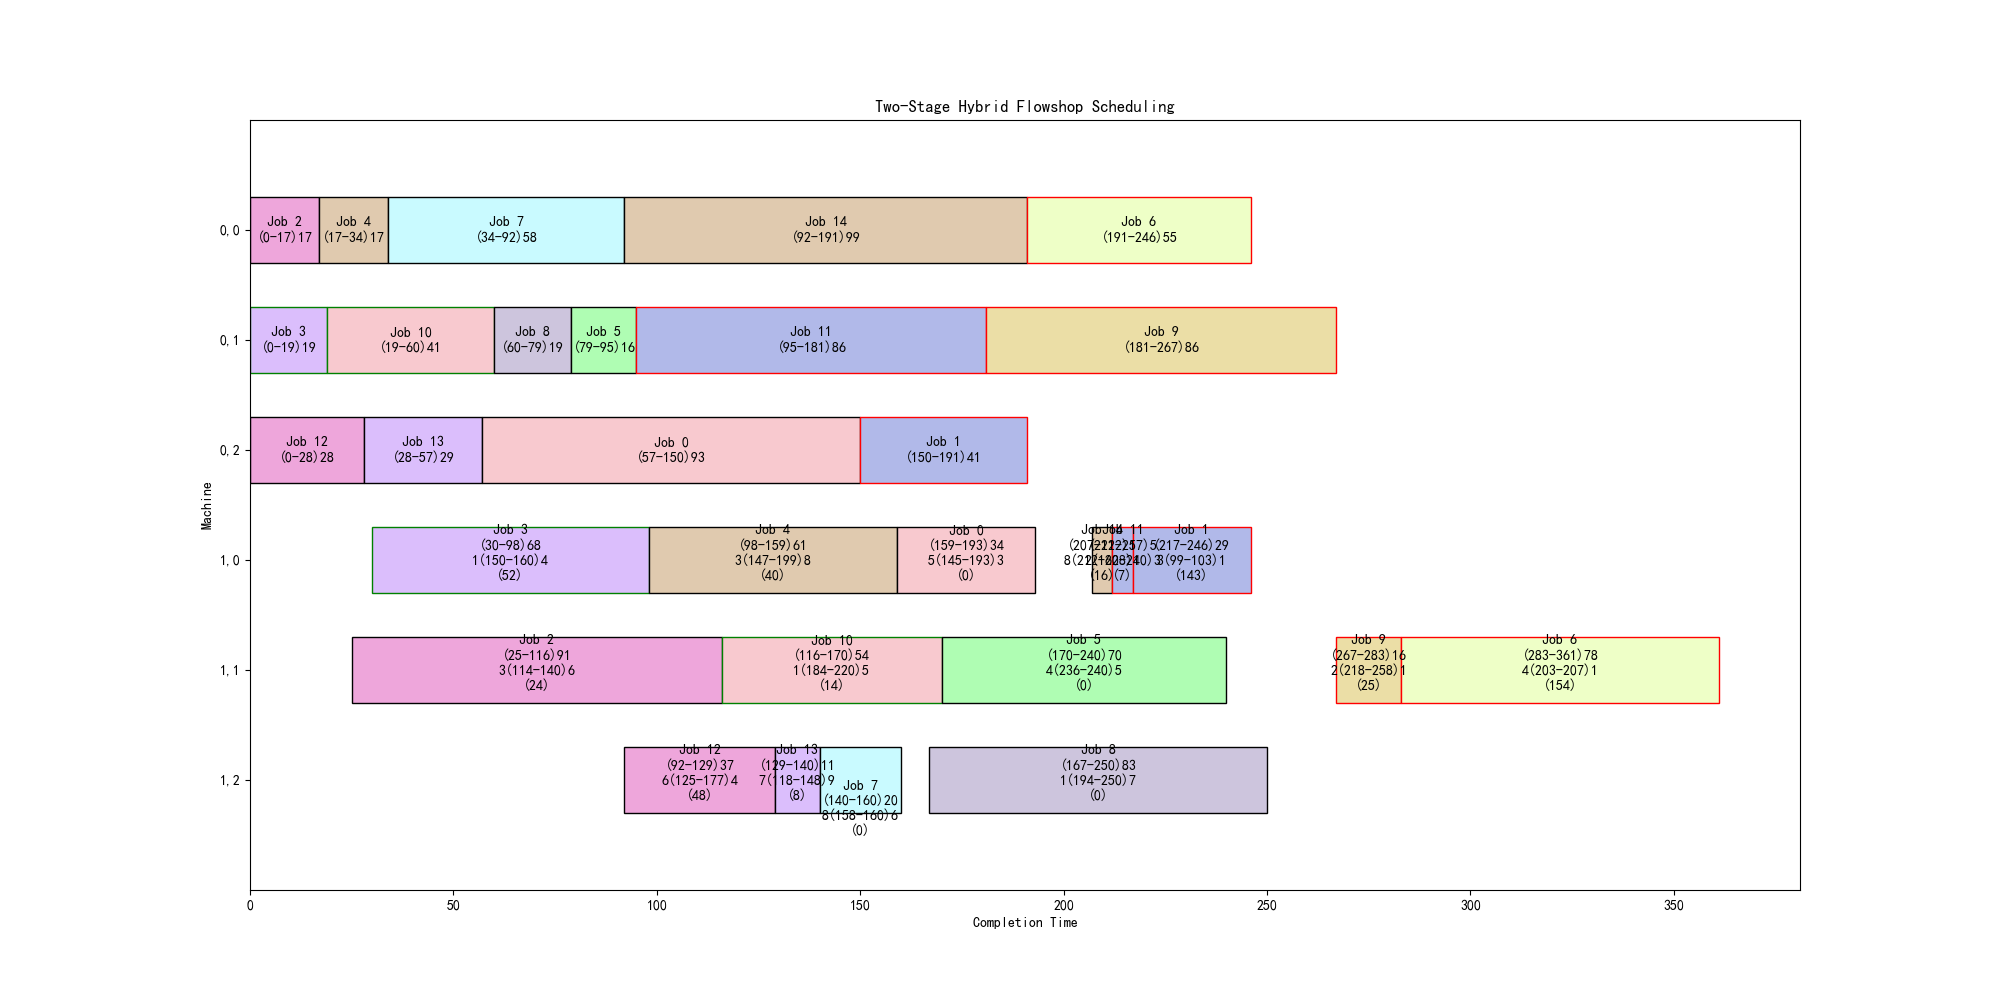 Two-Stage Hybrid Flowshop Scheduling
Job 2
(0-17)17
Job 4
(17-34)17
Job 7
(34-92)58
Job 14
(92-191)99
Job 6
(191-246)55
0,0
Job 3
(0-19)19
Job 10
(19-60)41
Job 8
(60-79)19
Job 5
(79-95)16
Job 11
(95-181)86
Job 9
(181-267)86
0,1
Job 12
(0-28)28
Job 13
(28-57)29
Job 0
(57-150)93
Job 1
(150-191)41
0,2
Job 3
(30-98)68
1(150-160)4
(52)
Job 4
(98-159)61
3(147-199)8
(40)
Job 0
(159-193)34
5(145-193)3
(0)
Job 14
(16)
Job 11
(7)
Job 1
(217-246)29
3(99-103)1
(143)
1,0
Job 2
(25-116)91
3(114-140)6
(24)
Job 10
(116-170)54
1(184-220)5
(14)
Job 5
(170-240)70
4(236-240)5
(0)
Job 9
(267-283)16
2(218-258)1
(25)
Job 6
(283-361)78
4(203-207)1
(154)
1,1
Job 12
(92-129)37
6(125-177)4
(48)
Job 13
(129-140)11
7(118-148)9
(8)
Job 7
(140-160)20
8(158-160)6
(0)
Job 8
(167-250)83
1(194-250)7
(0)
1,2
Machine
0 50 100 150 200 250 300 350
Completion Time